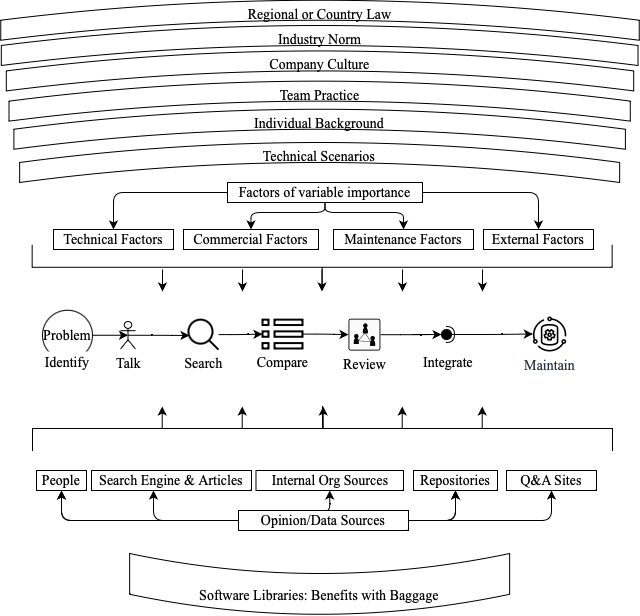 Regional or Country Law
Industry Norm
Company Culture
Team Practice
Individual Background
Technical Scenarios
Factors of variable importance
Technical Factors
Commercial Factors
Maintenance Factors
External Factors
Problem
Identify
Talk
Search
Compare
Review
Integrate
Maintain
People
Search Engine & Articles
Internal Org Sources
Repositories
Q&A Sites
Opinion/Data Sources
Software Libraries: Benefits with Baggage